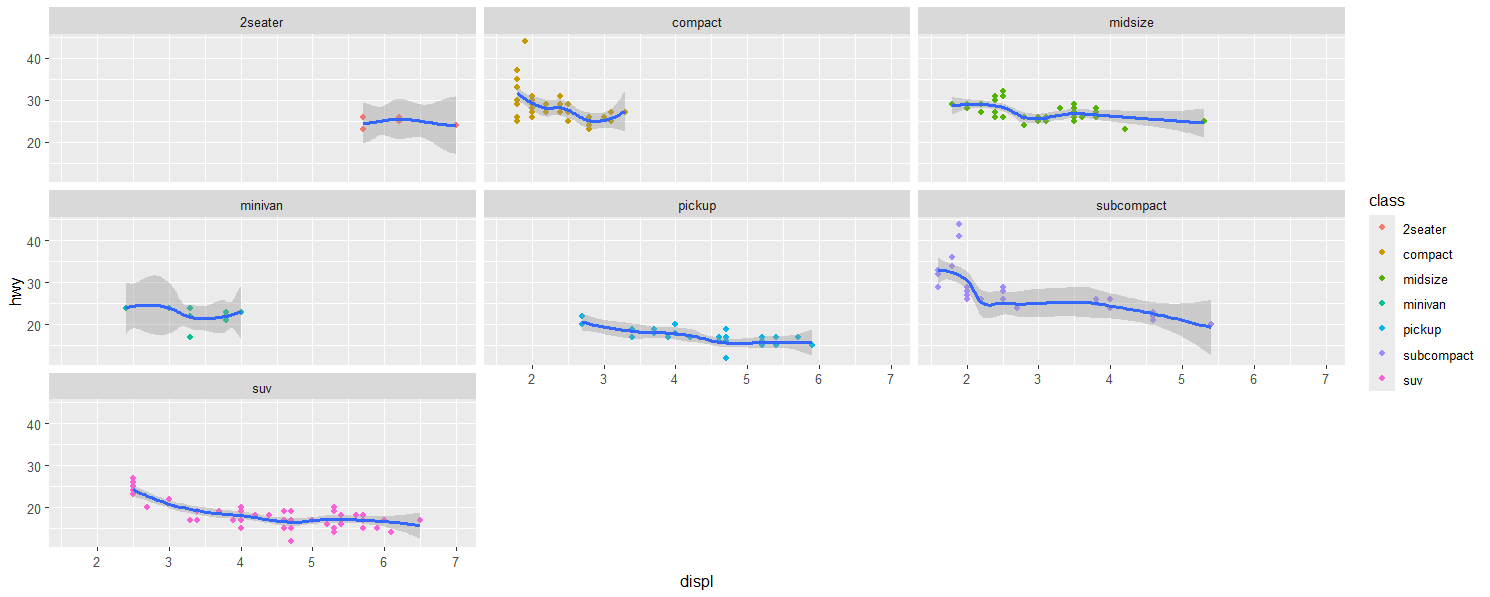 2seater compact midsize
40
30
20
minivan pickup subcompact
40
30
20
2 3 4 5 6 7 2 3 4 5 6 7
suv
40
30
20
2 3 4 5 6 7
displ
hwy
class
2seater
compact
midsize
minivan
pickup
subcompact
suv